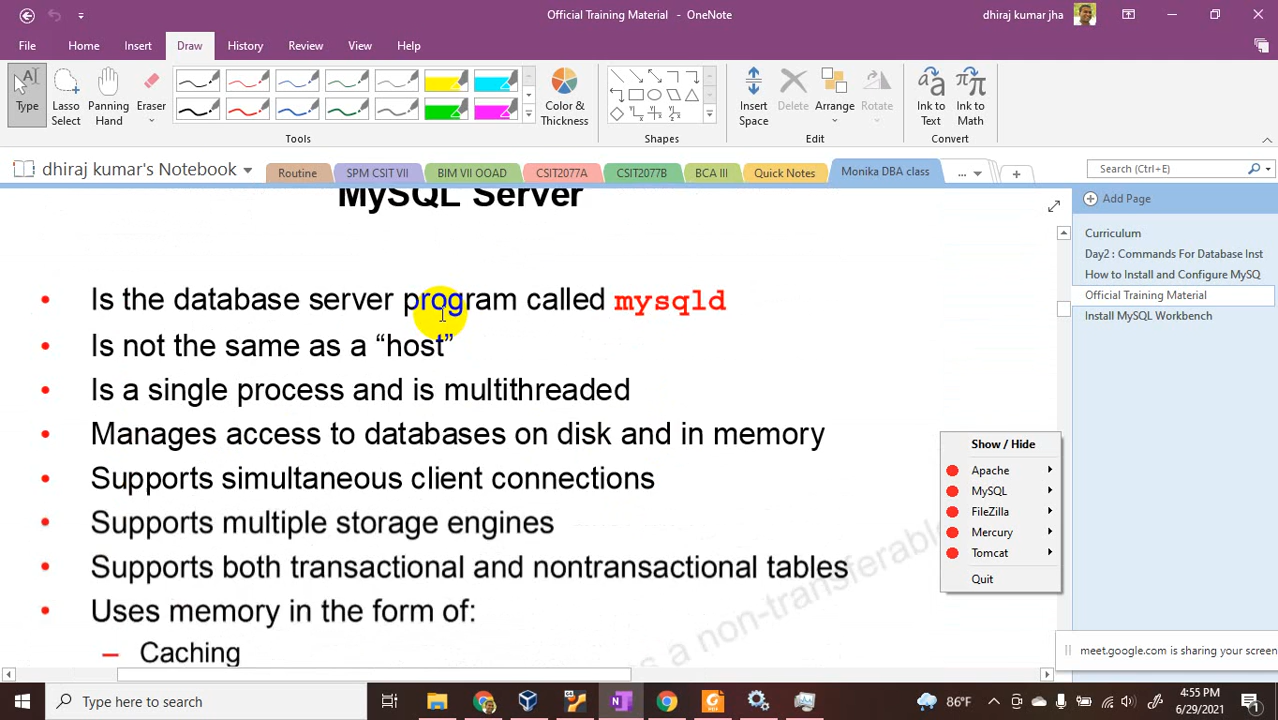 Official Training Material - OneNote
dhiraj kumar jha
File Home Insert Draw History Review View Help
Type
Lasso Select
Panning Hand
Eraser
Color & Thickness
Insert Space
Delete
Arrange
Rotate
Ink to Text
Ink to Math
Tools
Shapes
Edit
Convert
dhiraj kumar's Notebook
Routine SPM CSIT VII BIM VII OOAD CSIT2077A CSIT2077B BCA III Quick Notes Monika DBA class ... +
Search (Ctrl+E)
Add Page
Curriculum
Day2 : Commands For Database Inst
How to Install and Configure MySQ
Official Training Material
Install MySQL Workbench
MySQL Server
• Is the database server program called mysqld
• Is not the same as a “host”
• Is a single process and is multithreaded
• Manages access to databases on disk and in memory
• Supports simultaneous client connections
• Supports multiple storage engines
• Supports both transactional and nontransactional tables
• Uses memory in the form of:
– Caching
s a non-transferable
Show / Hide
Apache
MySQL
FileZilla
Mercury
Tomcat
Quit
meet.google.com is sharing your screen
Type here to search
86°F
4:55 PM
6/29/2021